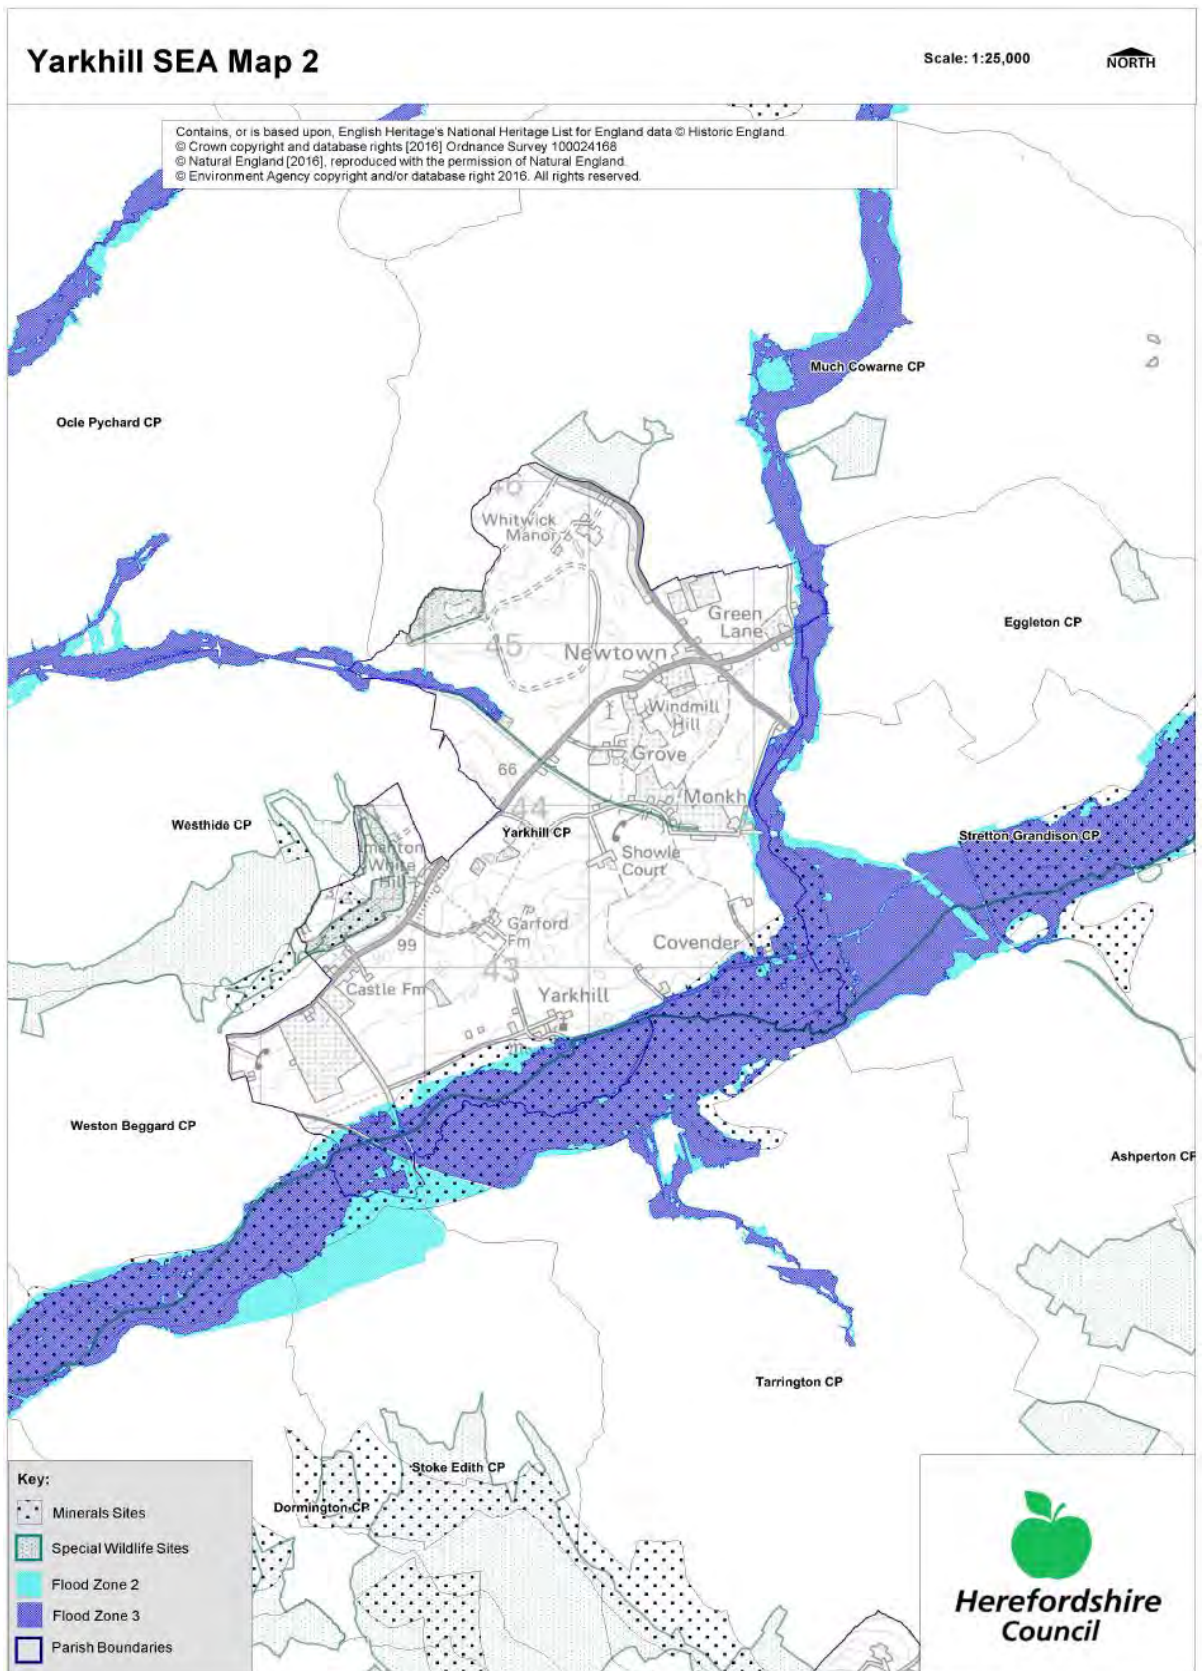 Yarkhill SEA Map 2
Scale: 1:25,000
NORTH
Contains, or is based upon, English Heritage's National Heritage List for England data © Historic England.
© Crown copyright and database rights [2016] Ordnance Survey 100024168
© Natural England [2016], reproduced with the permission of Natural England.
© Environment Agency copyright and/or database right 2016. All rights reserved.
Much Cowarne CP
Ocle Pychard CP
46
Whitwick
Manor
Green
Lane
Eggleton CP
45
Newtown
Windmill
Hill
Grove
66
Monkh
44
Westhide CP
Yarkhill CP
Stretton Grandison CP
White
Hill
Showle
Court
Garford
Fm
Covender
99
43
Castle Fm
Yarkhill
57
Weston Beggard CP
Ashperton CP
Tarrington CP
Stoke Edith CP
Dormington CP
Key:
Minerals Sites
Special Wildlife Sites
Flood Zone 2
Flood Zone 3
Parish Boundaries
Herefordshire
Council